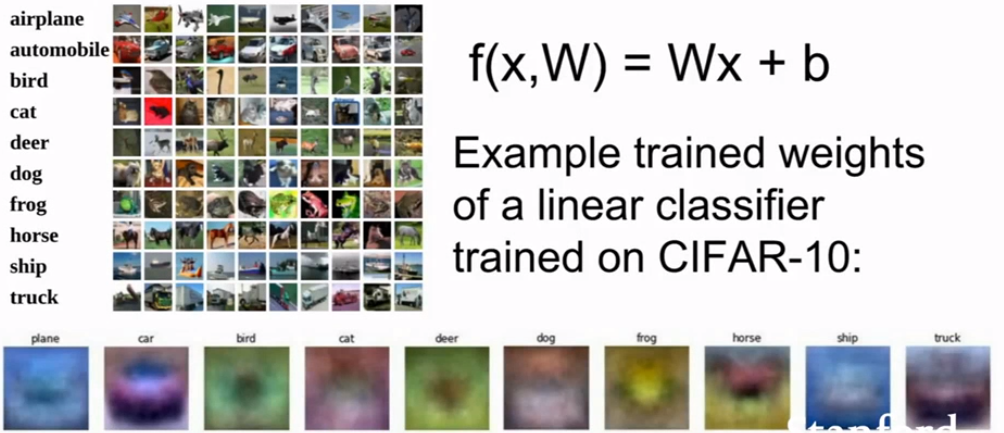 airplane
automobile
bird
cat
deer
dog
frog
horse
ship
truck
f(x,W) = Wx + b
Example trained weights
of a linear classifier
trained on CIFAR-10:
plane car bird cat deer dog frog horse ship truck
Stanford